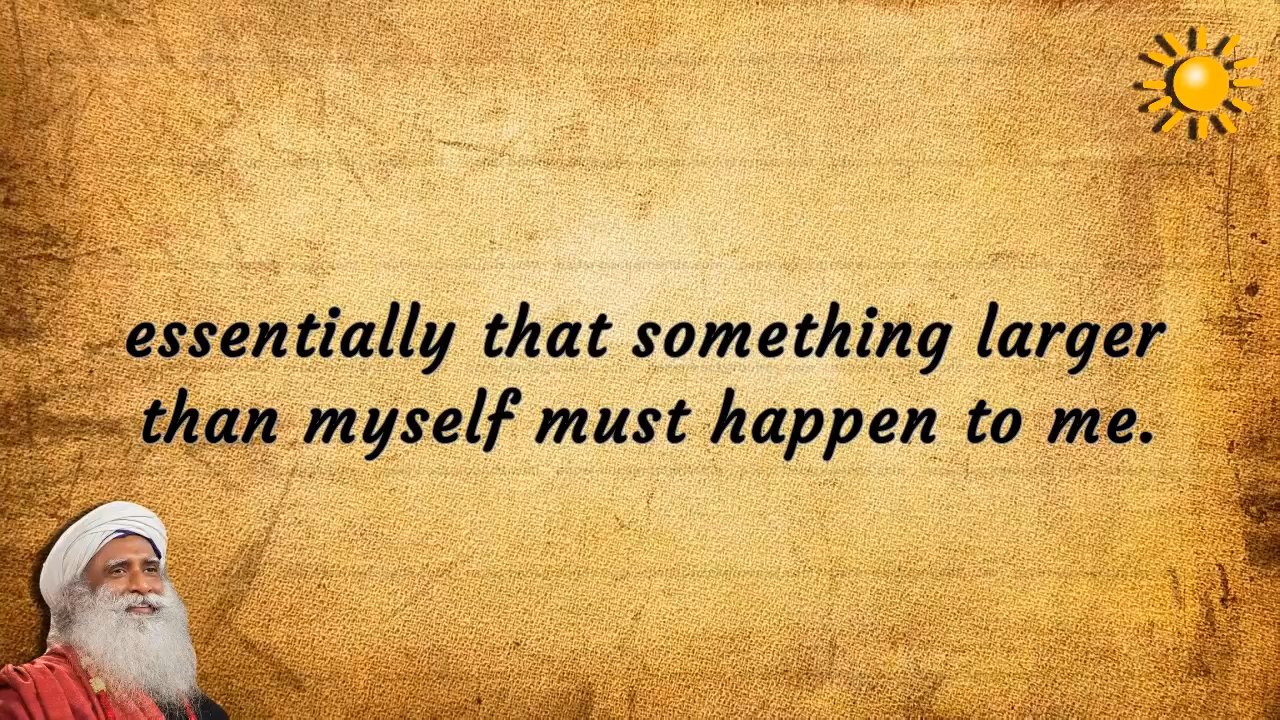 essentially that something larger
than myself must happen to me.